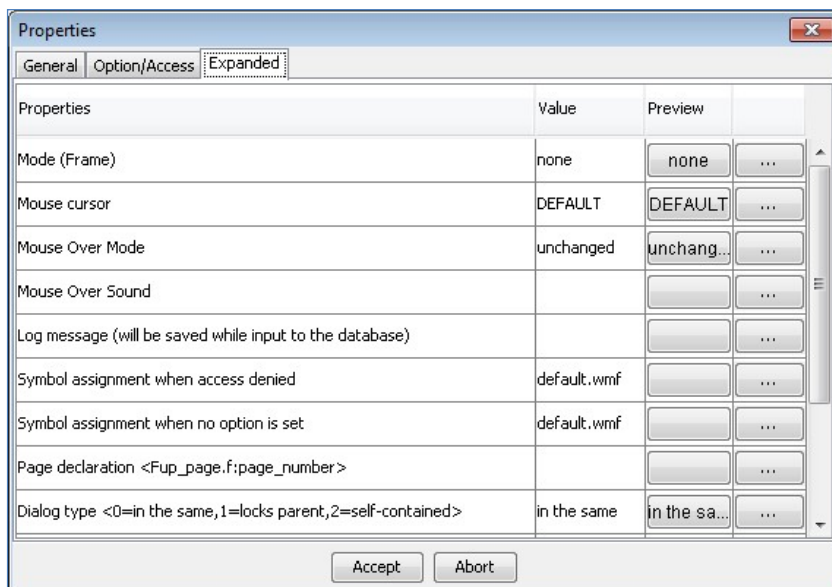 Properties
General Option/Access Expanded
Properties Value Preview
Mode (Frame) none none ...
Mouse cursor DEFAULT DEFAULT ...
Mouse Over Mode unchanged unchang... ...
Mouse Over Sound ...
Log message (will be saved while input to the database) ...
Symbol assignment when access denied default.wmf ...
Symbol assignment when no option is set default.wmf ...
Page declaration <Fup_page.f:page_number> ...
Dialog type <0=in the same,1=locks parent,2=self-contained> in the same in the sa... ...
Accept Abort